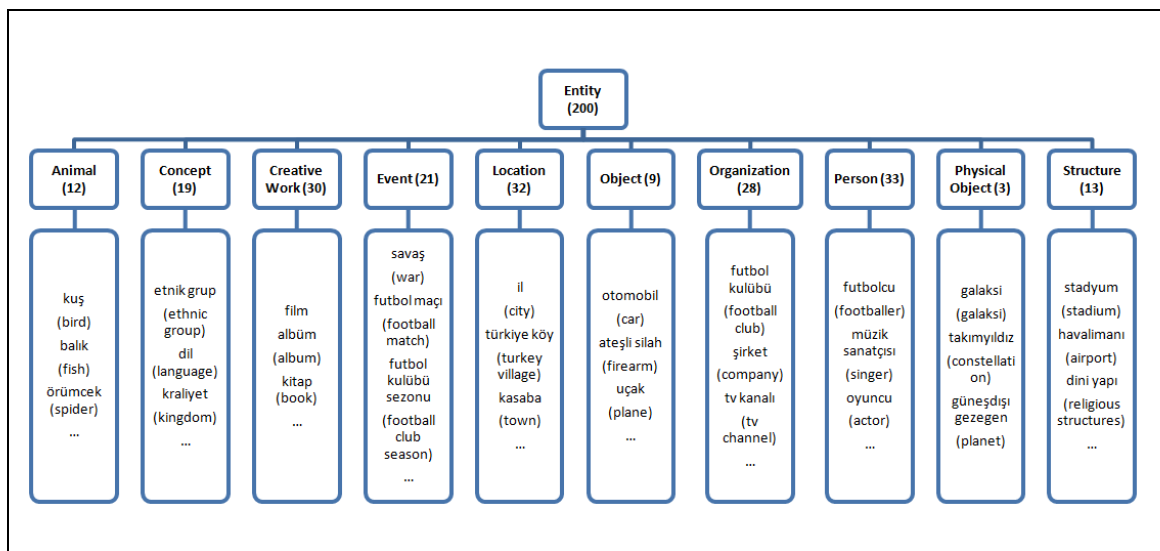 Entity
(200)
Animal
(12)
Concept
(19)
Creative
Work (30)
Event (21)
Location
(32)
Object (9)
Organization
(28)
Person (33)
Physical
Object (3)
Structure
(13)
kuş
(bird)
balık
(fish)
örümcek
(spider)
...
etnik grup
(ethnic
group)
dil
(language)
kraliyet
(kingdom)
...
film
albüm
(album)
kitap
(book)
...
savaş
(war)
futbol maçı
(football
match)
futbol
kulübü
sezonu
(football
club
season)
...
il
(city)
türkiye köy
(turkey
village)
kasaba
(town)
...
otomobil
(car)
ateşli silah
(firearm)
uçak
(plane)
...
futbol
kulübü
(football
club)
şirket
(company)
tv kanalı
(tv
channel)
...
futbolcu
(footballer)
müzik
sanatçısı
(singer)
oyuncu
(actor)
...
galaksi
(galaksi)
takımyıldız
(constellati
on)
güneşdışı
gezegen
(planet)
stadyum
(stadium)
havalimanı
(airport)
dini yapı
(religious
structures)
...